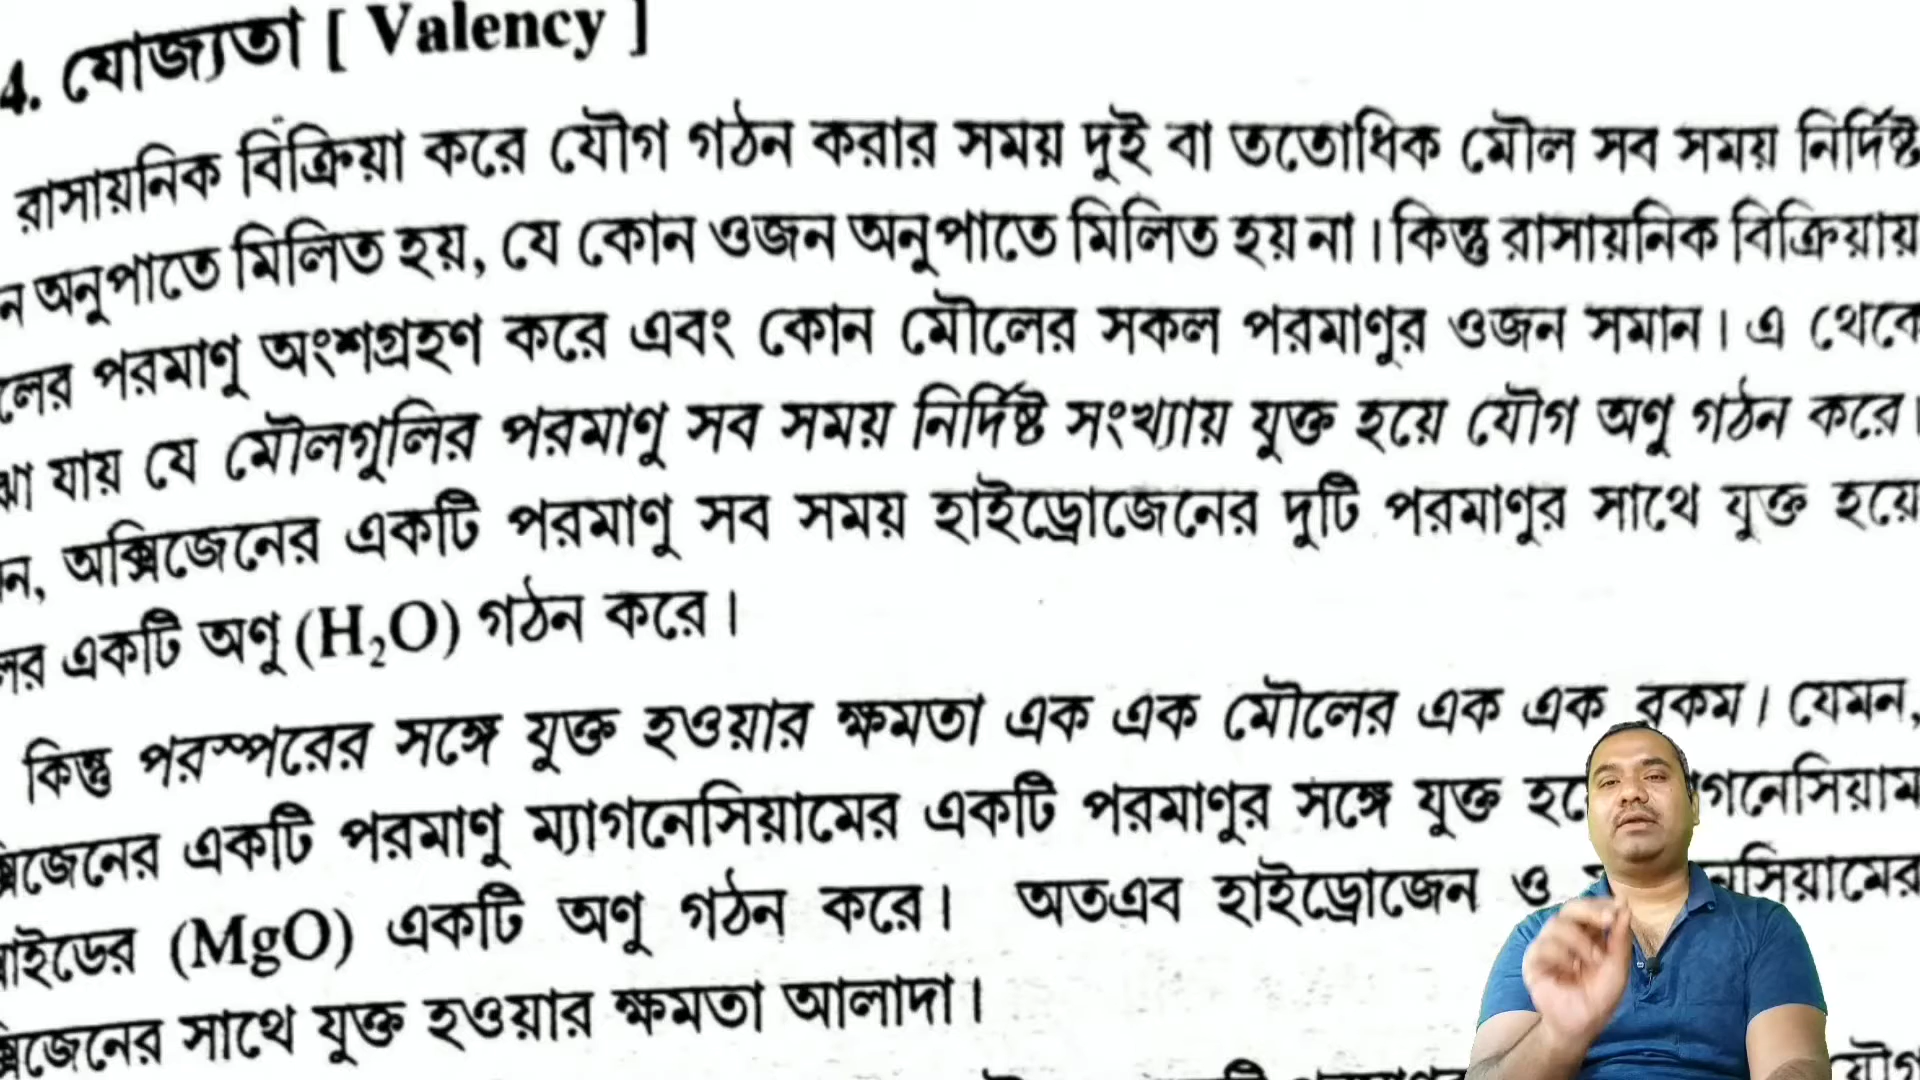 4. যোজ্যতা [ Valency ]
রাসায়নিক বিক্রিয়া করে যৌগ গঠন করার সময় দুই বা ততোধিক মৌল সব সময় নির্দিষ্ট
ন অনুপাতে মিলিত হয়, যে কোন ওজন অনুপাতে মিলিত হয় না। কিন্তু রাসায়নিক বিক্রিয়ায়
লের পরমাণু অংশগ্রহণ করে এবং কোন মৌলের সকল পরমাণুর ওজন সমান। এ থেকে
ঝা যায় যে মৌলগুলির পরমাণু সব সময় নির্দিষ্ট সংখ্যায় যুক্ত হয়ে যৌগ অণু গঠন করে।
ন, অক্সিজেনের একটি পরমাণু সব সময় হাইড্রোজেনের দুটি পরমাণুর সাথে যুক্ত হয়ে
লের একটি অণু (H₂O) গঠন করে।
কিন্তু পরস্পরের সঙ্গে যুক্ত হওয়ার ক্ষমতা এক এক মৌলের এক এক রকম। যেমন,
ক্সিজেনের একটি পরমাণু ম্যাগনেসিয়ামের একটি পরমাণুর সঙ্গে যুক্ত হয়ে গনেসিয়াম
াইডের (MgO) একটি অণু গঠন করে। অতএব হাইড্রোজেন ও নেসিয়ামের
ক্সিজেনের সাথে যুক্ত হওয়ার ক্ষমতা আলাদা।
যৌগ